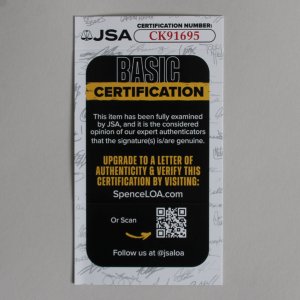 CERTIFICATION NUMBER:
JSA CK91695
BASIC
CERTIFICATION
This item has been fully examined
by JSA, and it is the considered
opinion of our expert authenticators
that the signature(s) is/are genuine.
UPGRADE TO A LETTER OF
AUTHENTICITY & VERIFY THIS
CERTIFICATION BY VISITING:
SpenceLOA.com
Or Scan
Follow us at @jsaloa